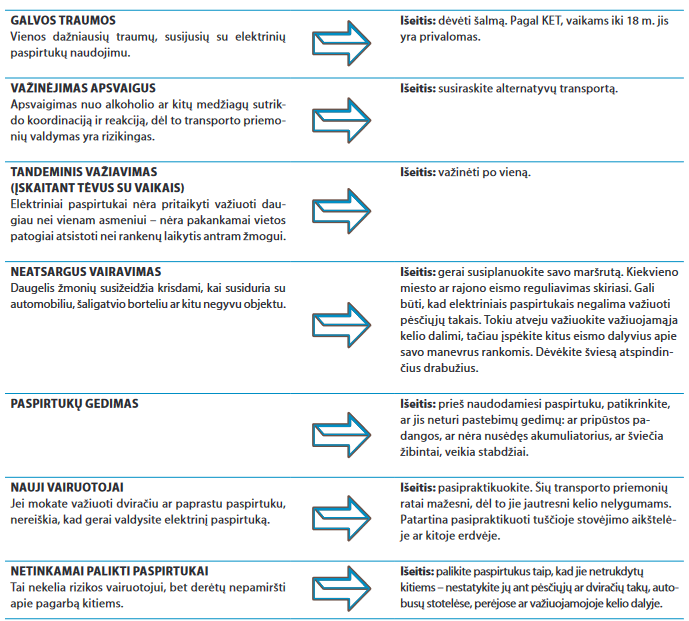 GALVOS TRAUMOS
Vienos dažniausių traumų, susijusių su elektrinių
paspirtukų naudojimu.
Išeitis: dėvėti šalmą. Pagal KET, vaikams iki 18 m. jis
yra privalomas.
VAŽINĖJIMAS APSVAIGUS
Apsvaigimas nuo alkoholio ar kitų medžiagų sutrik-
do koordinaciją ir reakciją, dėl to transporto priemo-
nių valdymas yra rizikingas.
Išeitis: susiraskite alternatyvų transportą.
TANDEMINIS VAŽIAVIMAS
(ĮSKAITANT TĖVUS SU VAIKAIS)
Elektriniai paspirtukai nėra pritaikyti važiuoti dau-
giau nei vienam asmeniui – nėra pakankamai vietos
patogiai atsistoti nei rankenų laikytis antram žmogui.
Išeitis: važinėti po vieną.
NEATSARGUS VAIRAVIMAS
Daugelis žmonių susižeidžia krisdami, kai susiduria su
automobiliu, šaligatvio borteliu ar kitu negyvu objektu.
Išeitis: gerai susiplanuokite savo maršrutą. Kiekvieno
miesto ar rajono eismo reguliavimas skiriasi. Gali
būti, kad elektriniais paspirtukais negalima važiuoti
pėsčiųjų takais. Tokiu atveju važiuokite važiuojamąja
kelio dalimi, tačiau įspėkite kitus eismo dalyvius apie
savo manevrus rankomis. Dėvėkite šviesą atspindin-
čius drabužius.
PASPIRTUKŲ GEDIMAS
Išeitis: prieš naudodamiesi paspirtuku, patikrinkite,
ar jis neturi pastebimų gedimų: ar pripūstos pa-
dangos, ar nėra nusėdęs akumuliatorius, ar šviečia
žibintai, veikia stabdžiai.
NAUJI VAIRUOTOJAI
Jei mokate važiuoti dviračiu ar paprastu paspirtuku,
nereiškia, kad gerai valdysite elektrinį paspirtuką.
Išeitis: pasipraktikuokite. Šių transporto priemonių
ratai mažesni, dėl to jie jautresni kelio nelygumams.
Patartina pasipraktikuoti tuščioje stovėjimo aikštelė-
je ar kitoje erdvėje.
NETINKAMAI PALIKTI PASPIRTUKAI
Tai nekelia rizikos vairuotojui, bet derėtų nepamiršti
apie pagarbą kitiems.
Išeitis: palikite paspirtukus taip, kad jie netrukdytų
kitiems – nestatykite jų ant pėsčiųjų ar dviračių takų, auto-
busų stotelėse, perėjose ar važiuojamojoje kelio dalyje.